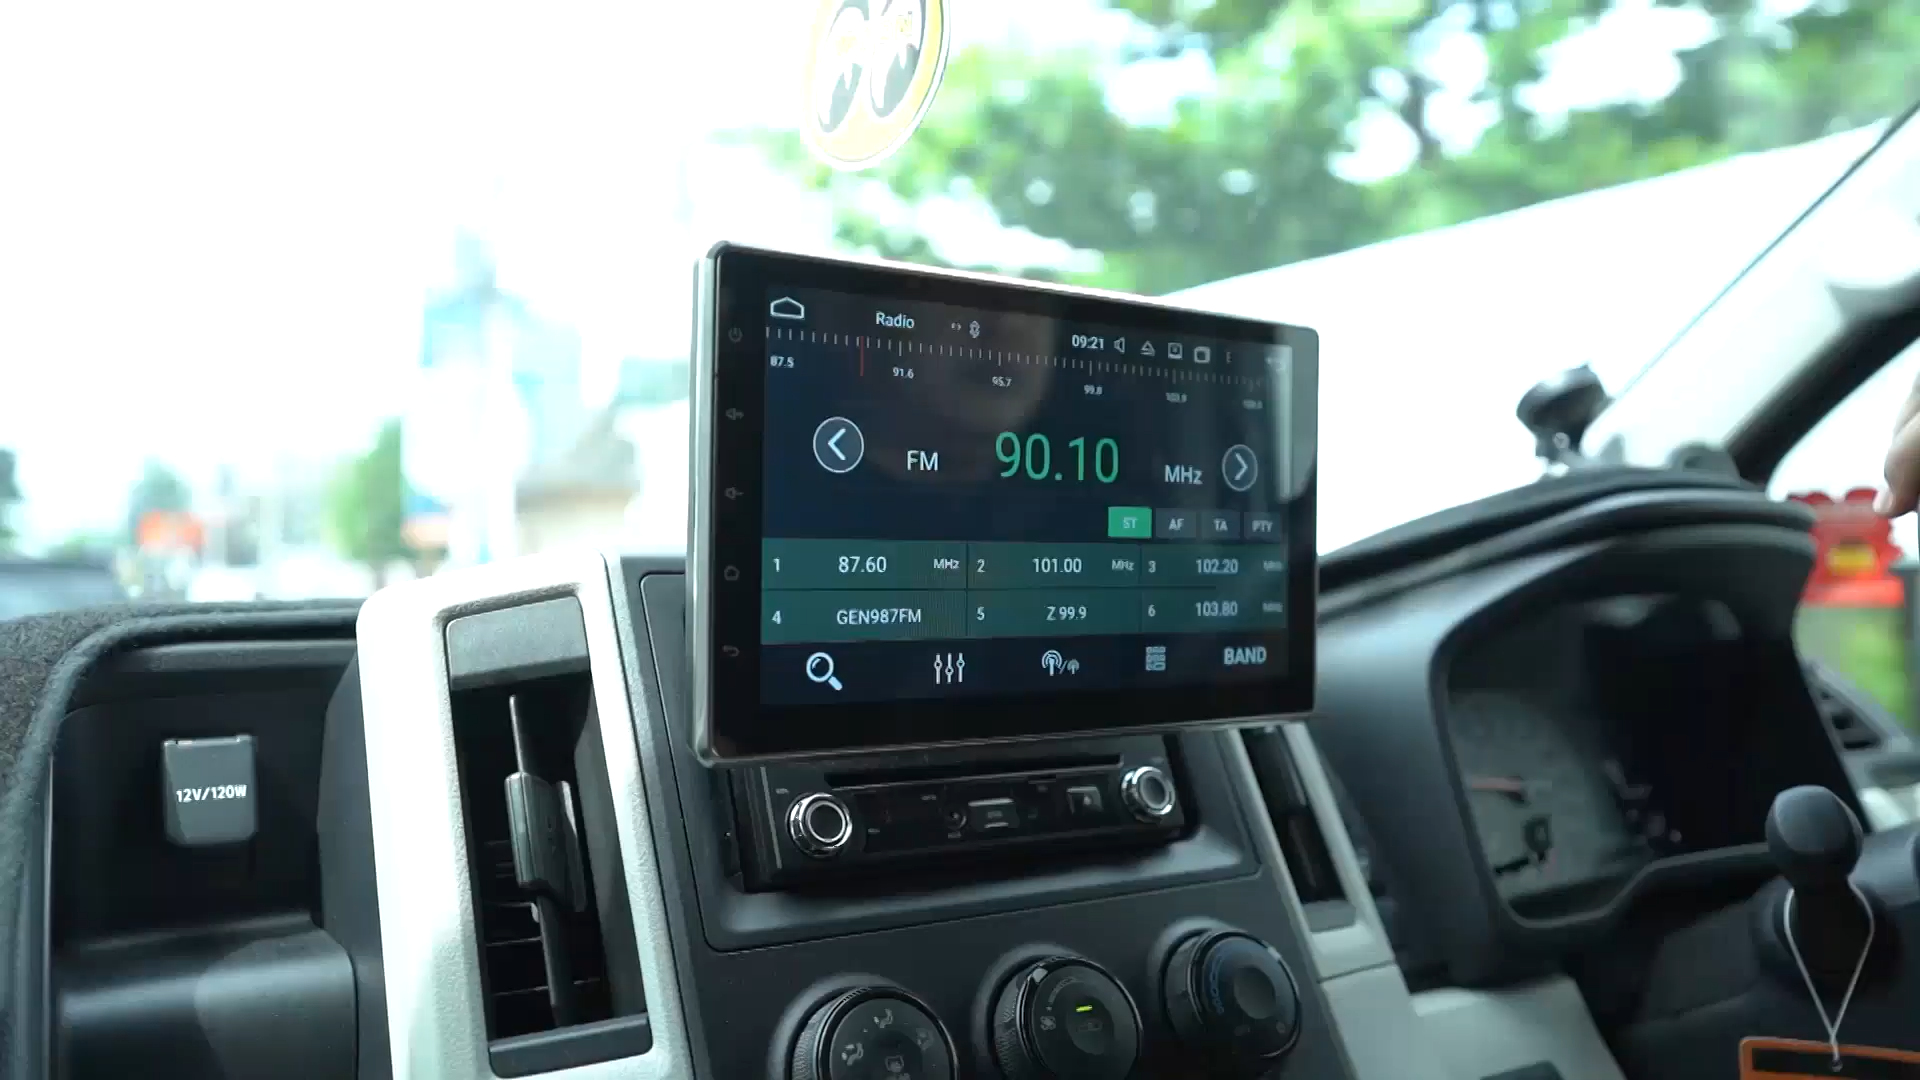 Radio
09:21
87.5
91.6
95.7
99.8
FM 90.10 MHz
ST AF TA PTY
1 87.60 MHz 2 101.00 MHz 3 102.20
4 GEN987FM 5 Z 99.9 6 103.80
BAND
12V/120W